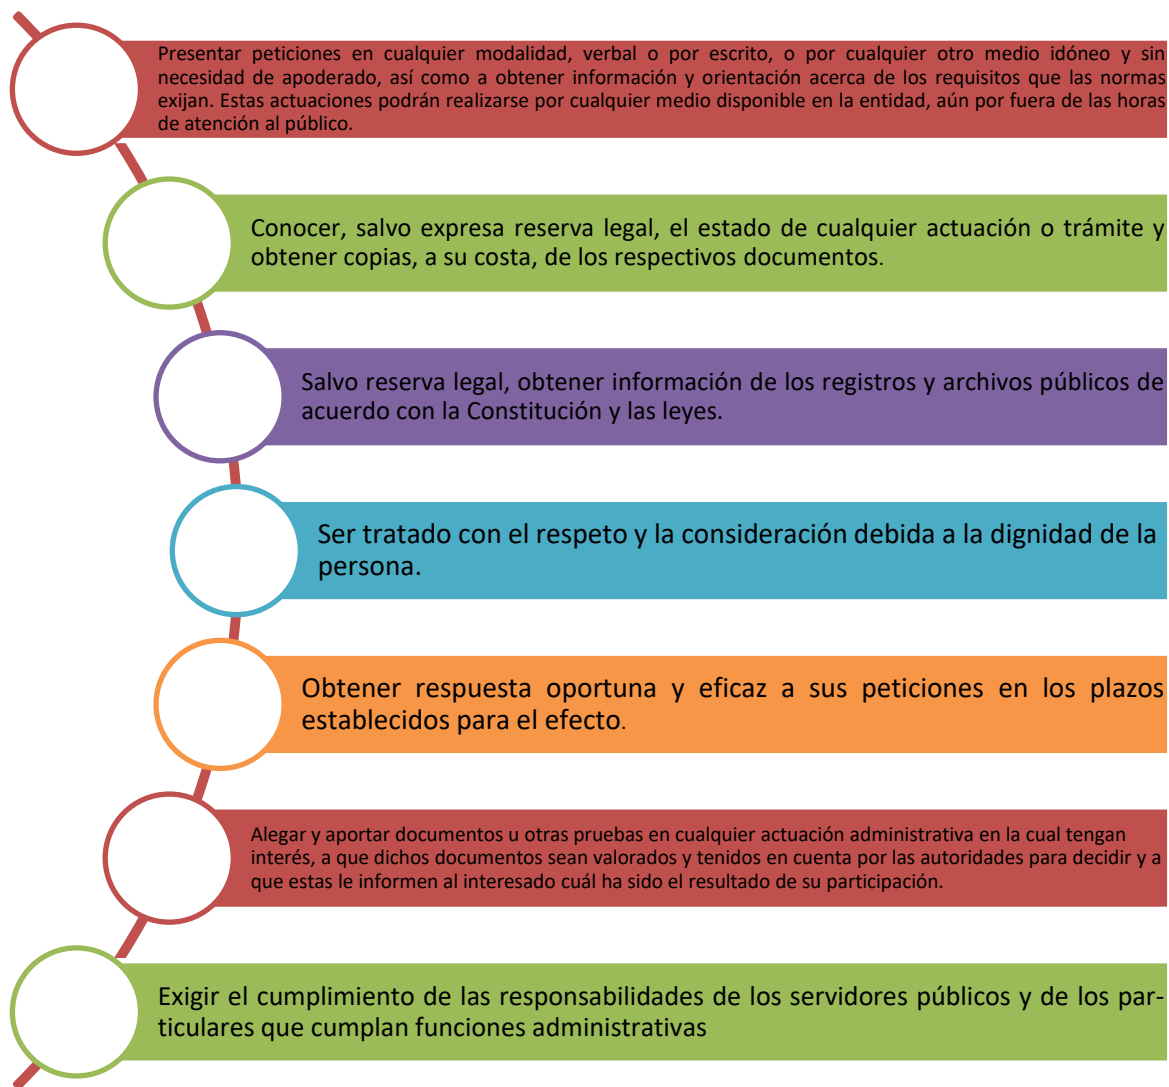 Presentar peticiones en cualquier modalidad, verbal o por escrito, o por cualquier otro medio idóneo y sin
necesidad de apoderado, así como a obtener información y orientación acerca de los requisitos que las normas
exijan. Estas actuaciones podrán realizarse por cualquier medio disponible en la entidad, aún por fuera de las horas
de atención al público.
Conocer, salvo expresa reserva legal, el estado de cualquier actuación o trámite y
obtener copias, a su costa, de los respectivos documentos.
Salvo reserva legal, obtener información de los registros y archivos públicos de
acuerdo con la Constitución y las leyes.
Ser tratado con el respeto y la consideración debida a la dignidad de la
persona.
Obtener respuesta oportuna y eficaz a sus peticiones en los plazos
establecidos para el efecto.
Alegar y aportar documentos u otras pruebas en cualquier actuación administrativa en la cual tengan
interés, a que dichos documentos sean valorados y tenidos en cuenta por las autoridades para decidir y a
que estas le informen al interesado cuál ha sido el resultado de su participación.
Exigir el cumplimiento de las responsabilidades de los servidores públicos y de los par-
ticulares que cumplan funciones administrativas